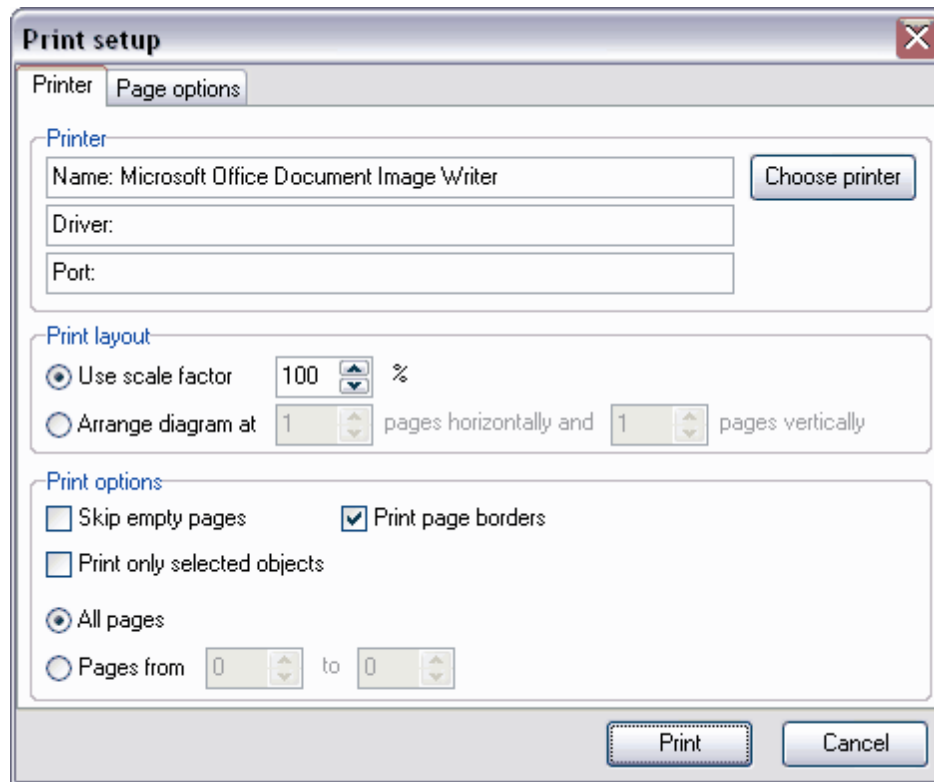 Print setup
Printer Page options
Printer
Name: Microsoft Office Document Image Writer Choose printer
Driver:
Port:
Print layout
Use scale factor 100 %
Arrange diagram at 1 pages horizontally and 1 pages vertically
Print options
Skip empty pages Print page borders
Print only selected objects
All pages
Pages from 0 to 0
Print Cancel